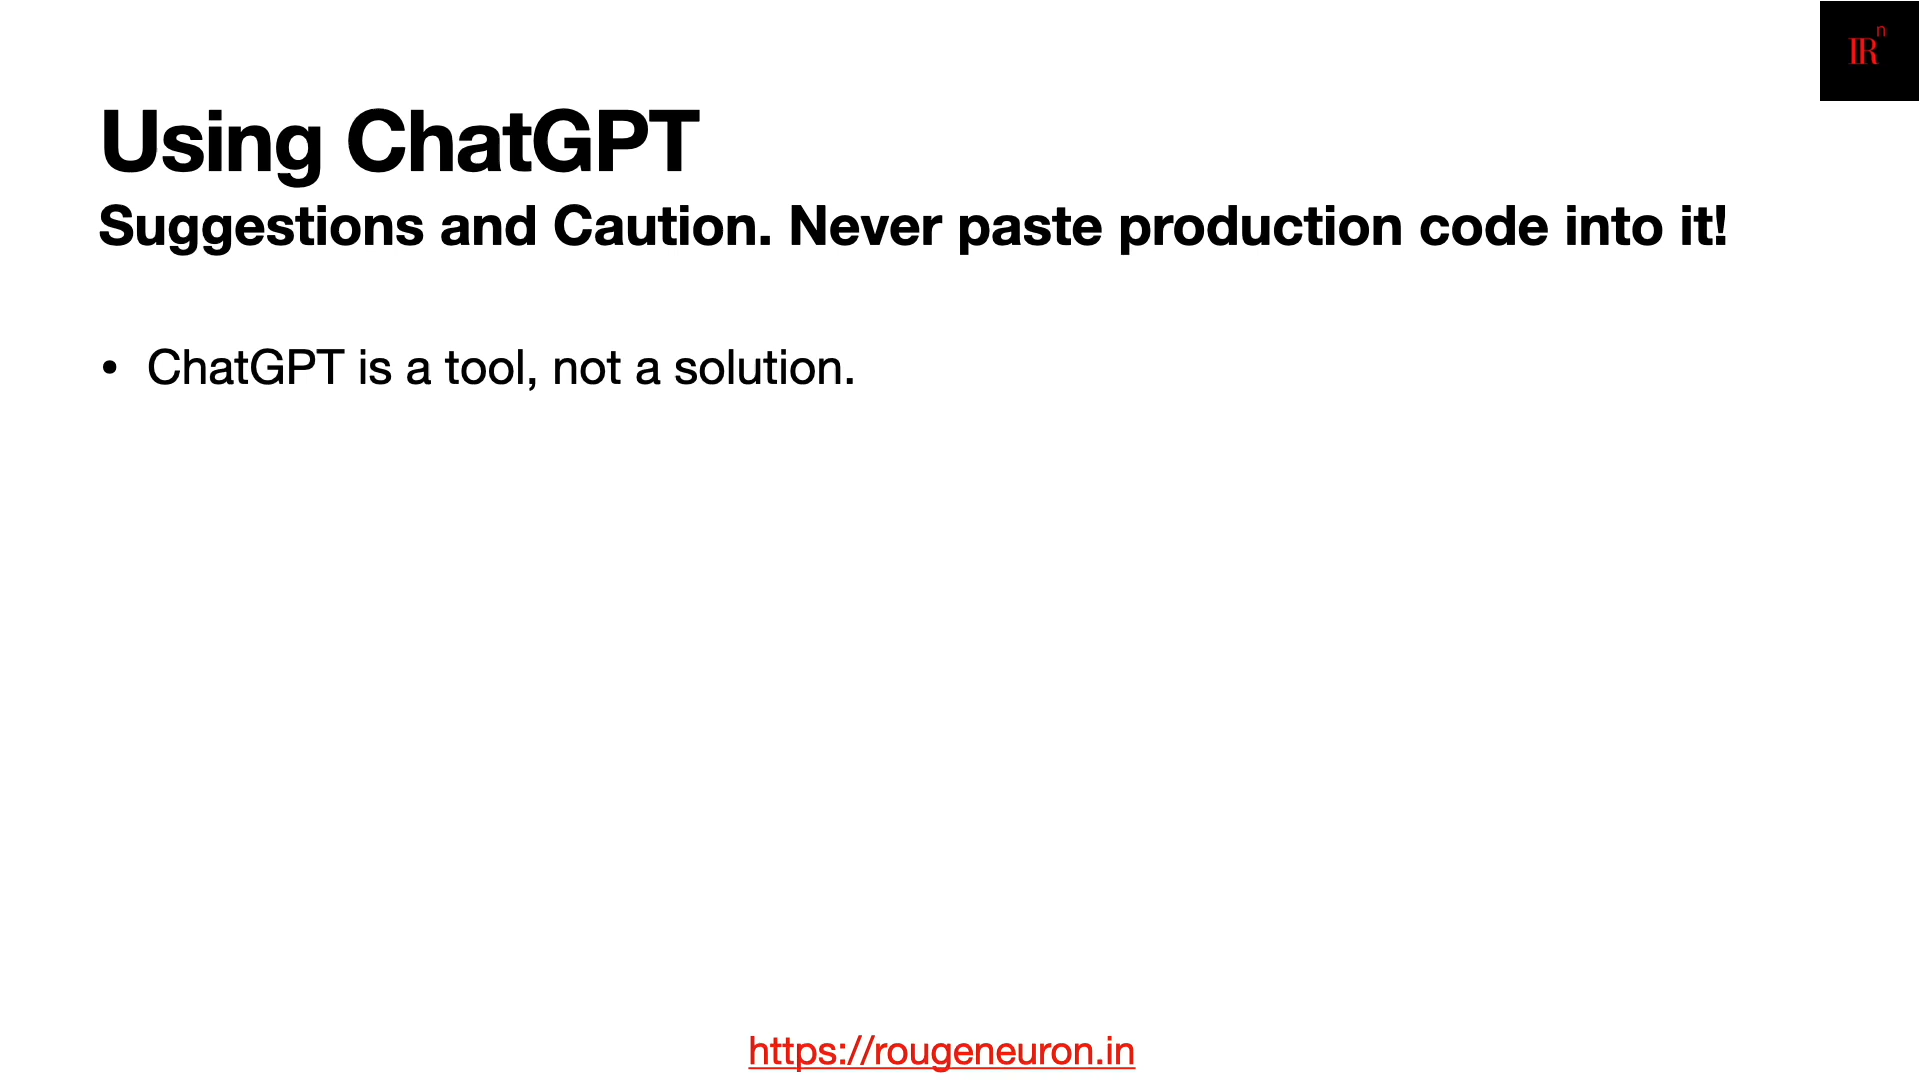 IRn
Using ChatGPT
Suggestions and Caution. Never paste production code into it!
• ChatGPT is a tool, not a solution.
https://rougeneuron.in